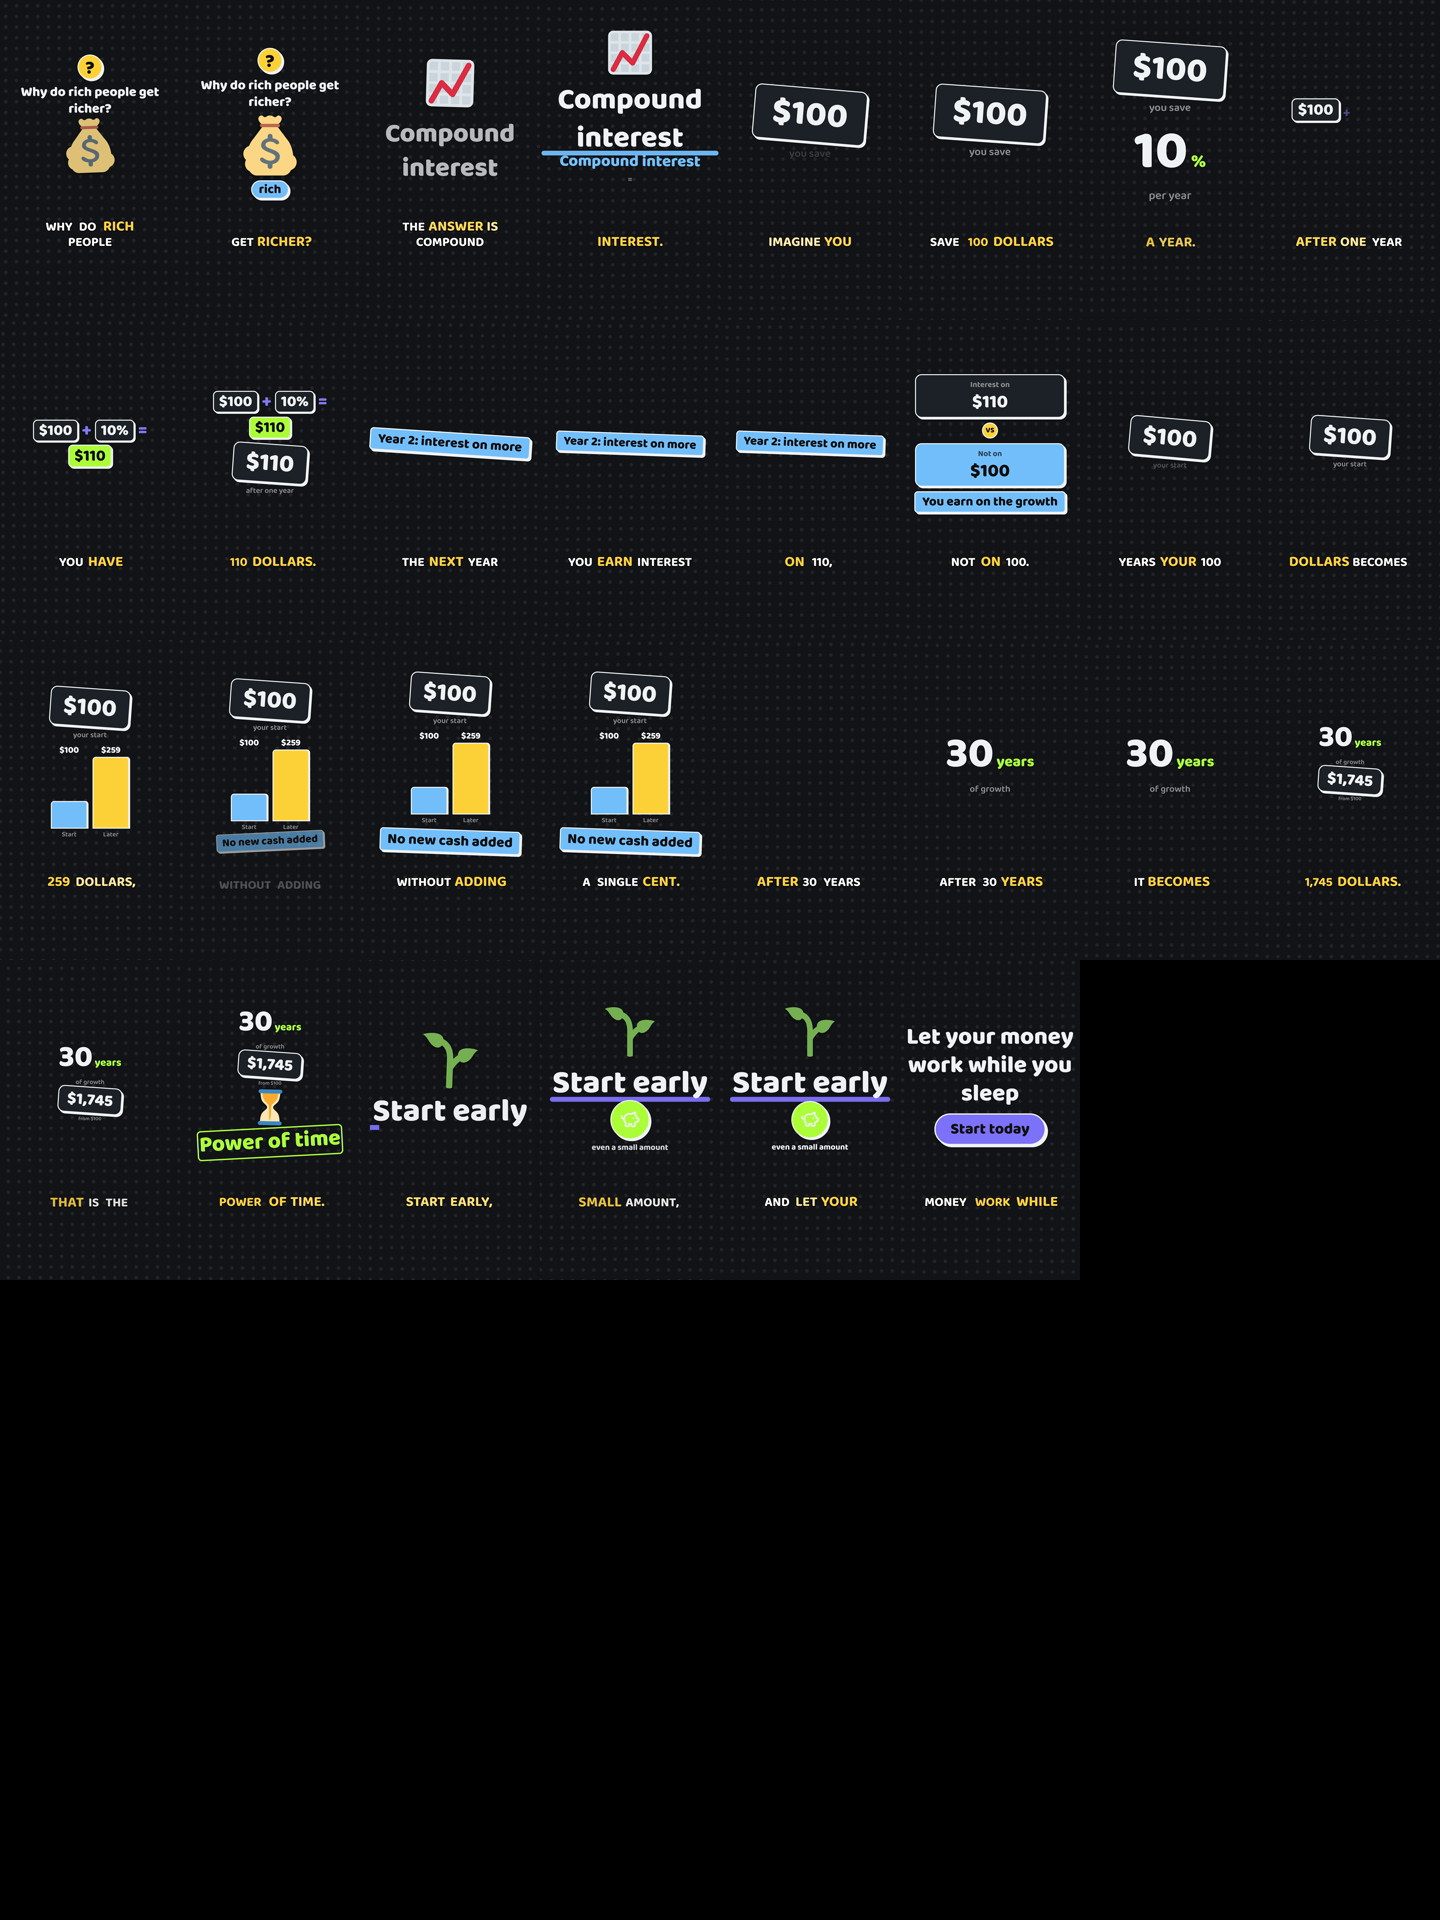 ?
Why do rich people get
richer?
$
WHY DO RICH
PEOPLE
?
Why do rich people get
richer?
$
rich
GET RICHER?
Compound
interest
THE ANSWER IS
COMPOUND
Compound
interest
Compound interest
=
INTEREST.
$100
you save
IMAGINE YOU
$100
you save
SAVE 100 DOLLARS
$100
you save
10 %
per year
A YEAR.
$100 +
AFTER ONE YEAR
$100 + 10% =
$110
YOU HAVE
$100 + 10% =
$110
$110
after one year
110 DOLLARS.
Year 2: interest on more
THE NEXT YEAR
Year 2: interest on more
YOU EARN INTEREST
Year 2: interest on more
ON 110,
Interest on
$110
VS
Not on
$100
You earn on the growth
NOT ON 100.
$100
your start
YEARS YOUR 100
$100
your start
DOLLARS BECOMES
$100
your start
$100 $259
Start Later
259 DOLLARS,
$100
your start
$100 $259
Start Later
No new cash added
WITHOUT ADDING
$100
your start
$100 $259
Start Later
No new cash added
WITHOUT ADDING
$100
your start
$100 $259
Start Later
No new cash added
A SINGLE CENT.
AFTER 30 YEARS
30 years
of growth
AFTER 30 YEARS
30 years
of growth
IT BECOMES
30 years
of growth
$1,745
from $100
1,745 DOLLARS.
30 years
of growth
$1,745
from $100
THAT IS THE
30 years
of growth
$1,745
from $100
Power of time
POWER OF TIME.
Start early
START EARLY,
Start early
even a small amount
SMALL AMOUNT,
Start early
even a small amount
AND LET YOUR
Let your money
work while you
sleep
Start today
MONEY WORK WHILE